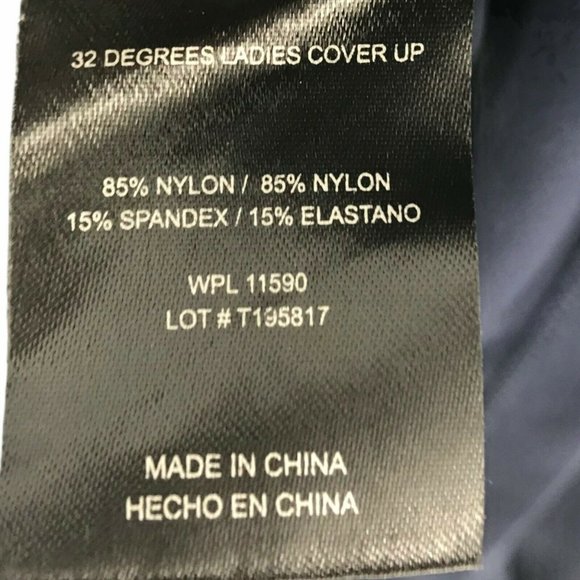 32 DEGREES LADIES COVER UP
85% NYLON / 85% NYLON
15% SPANDEX / 15% ELASTANO
WPL 11590
LOT # T195817
MADE IN CHINA
HECHO EN CHINA